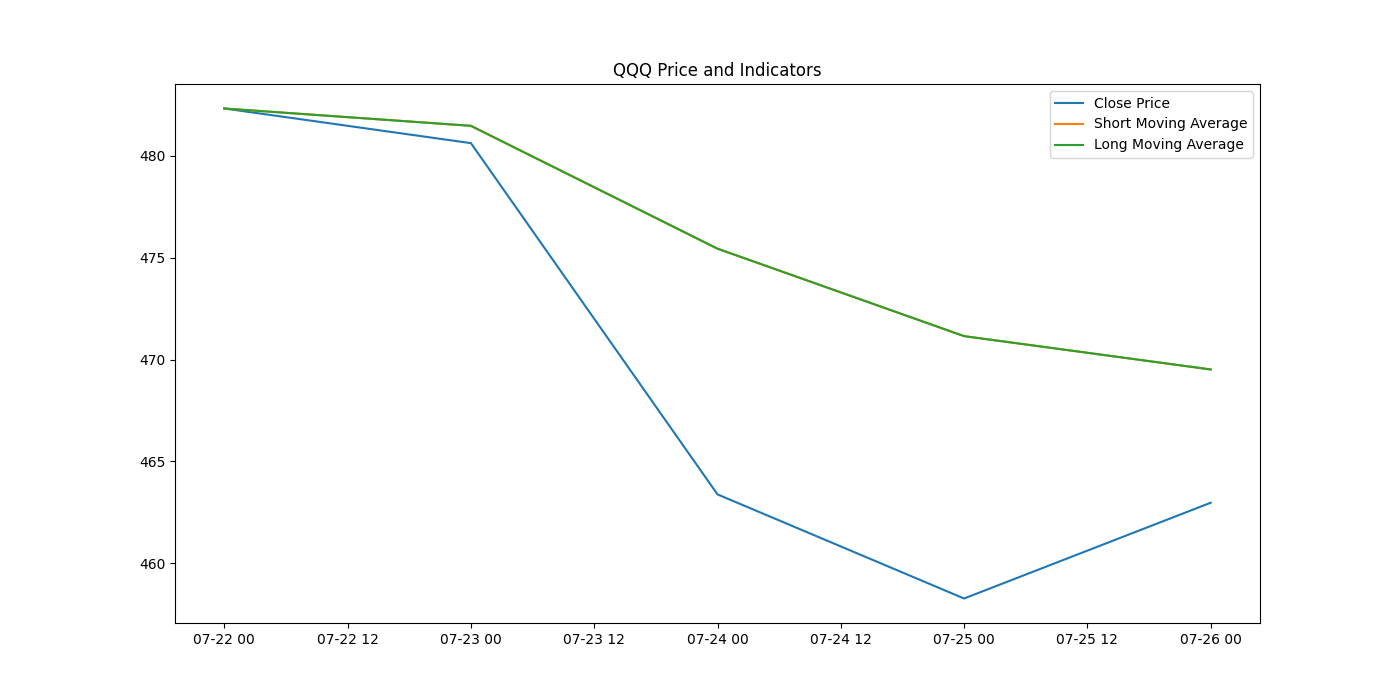 QQQ Price and Indicators
Close Price
Short Moving Average
Long Moving Average
480
475
470
465
460
07-22 00 07-22 12 07-23 00 07-23 12 07-24 00 07-24 12 07-25 00 07-25 12 07-26 00